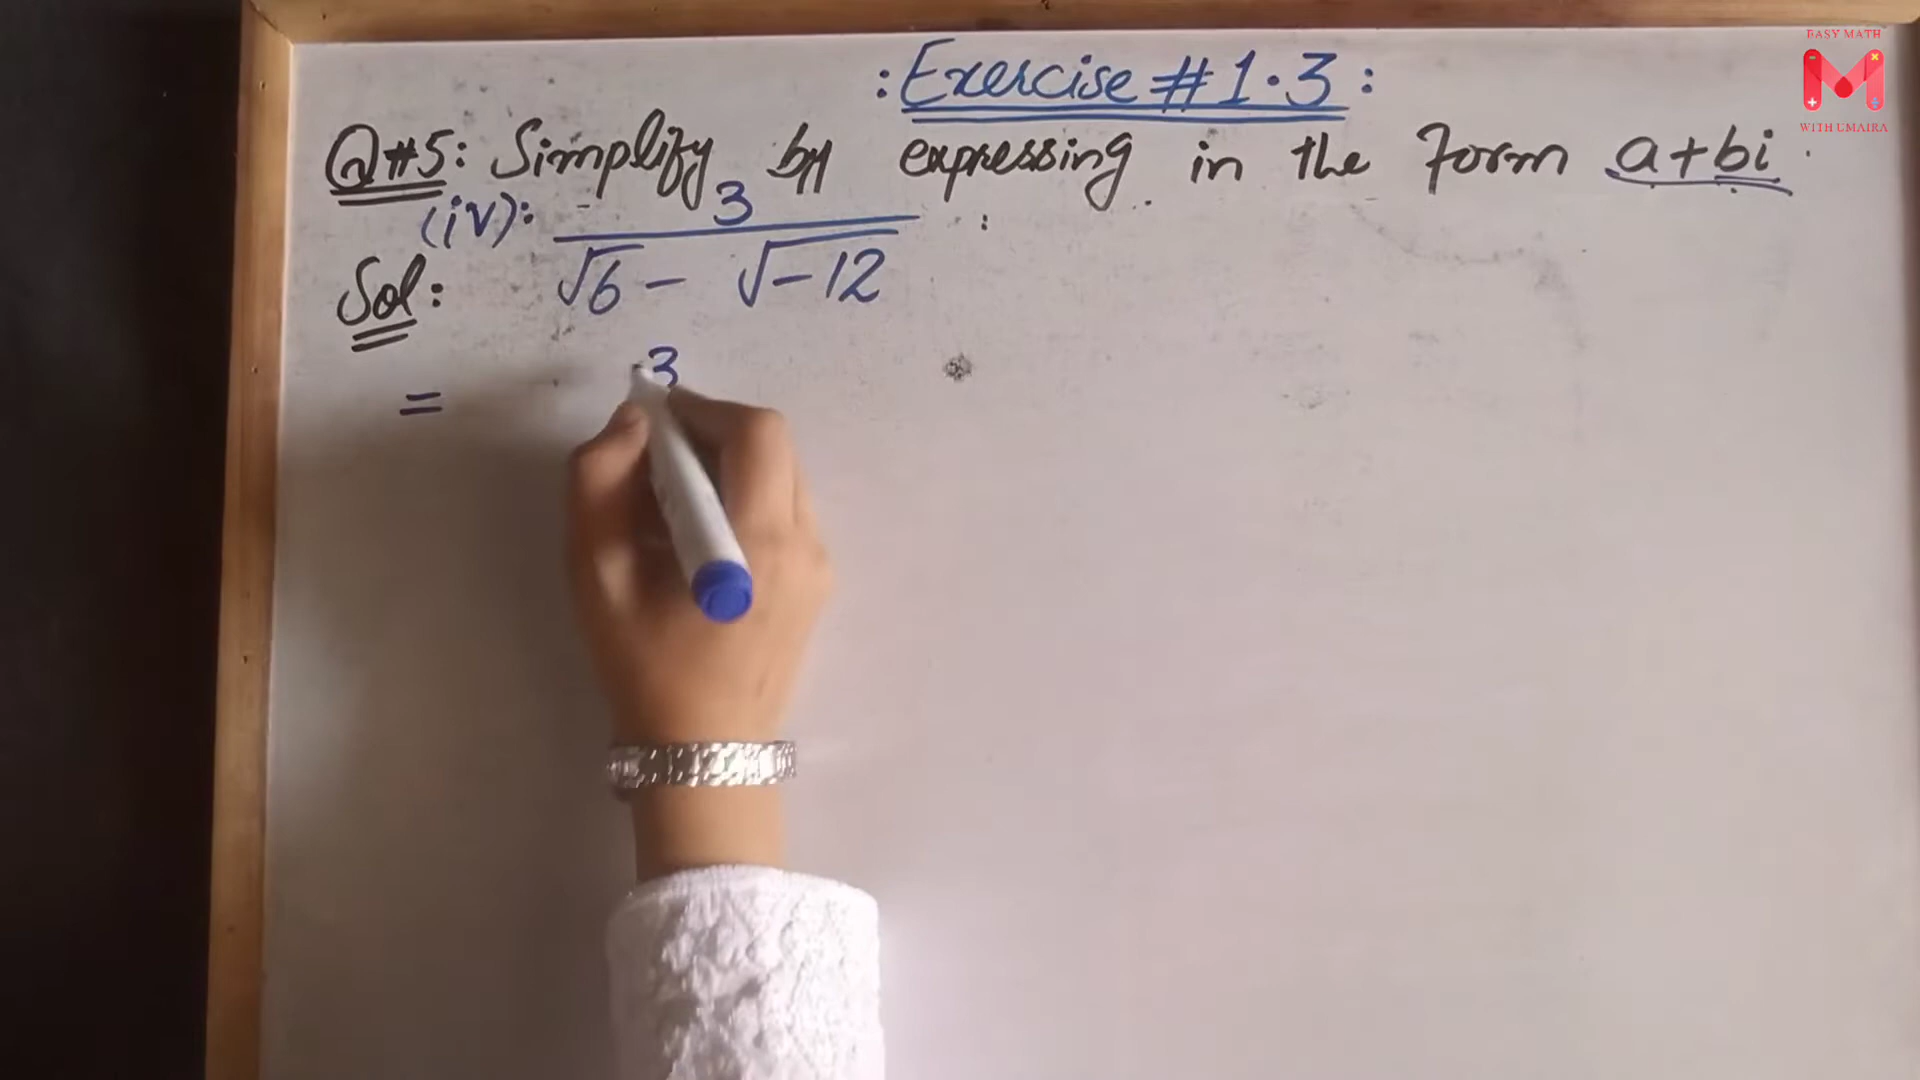 : Exercise # 1.3 :
EASY MATH
WITH UMAIRA
Q#5: Simplify by expressing in the form a+bi.
(iv): 3
Sol: √6 - √-12
3
=